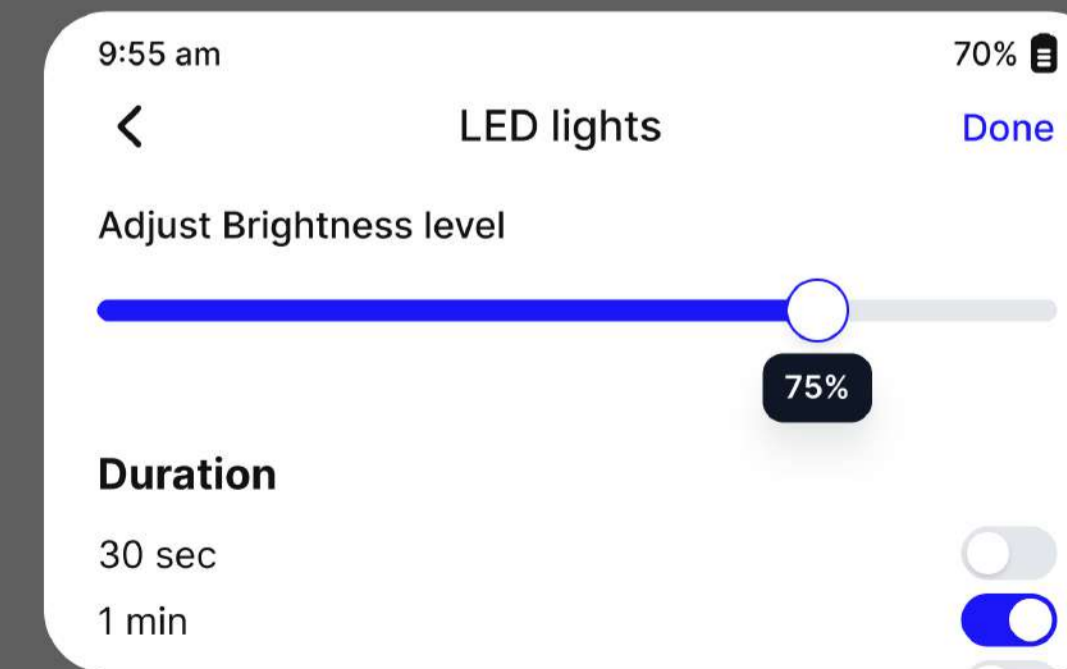 9:55 am 70%
LED lights Done
Adjust Brightness level
75%
Duration
30 sec
1 min